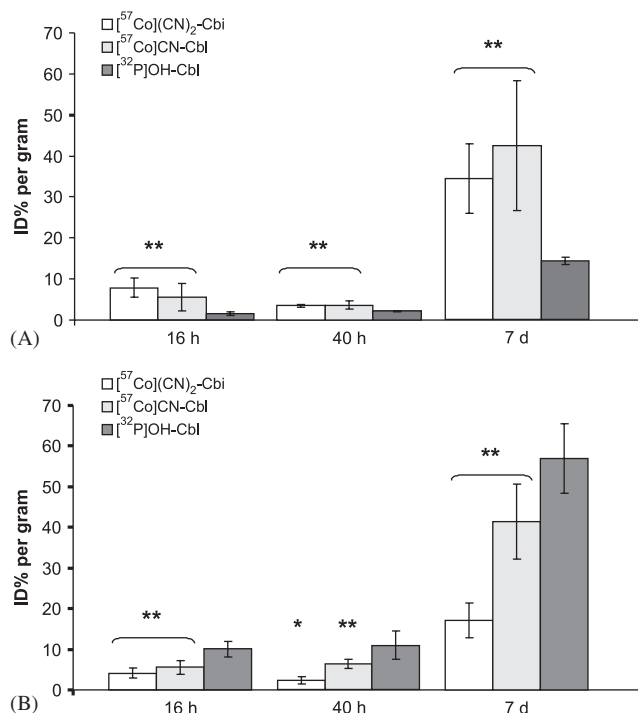 [⁵⁷Co](CN)₂-Cbi
[⁵⁷Co]CN-Cbl
[³²P]OH-Cbl
ID% per gram
70
60
50
40
30
20
10
0
**
**
**
16 h
40 h
7 d
(A)
[⁵⁷Co](CN)₂-Cbi
[⁵⁷Co]CN-Cbl
[³²P]OH-Cbl
ID% per gram
70
60
50
40
30
20
10
0
**
*
**
**
16 h
40 h
7 d
(B)